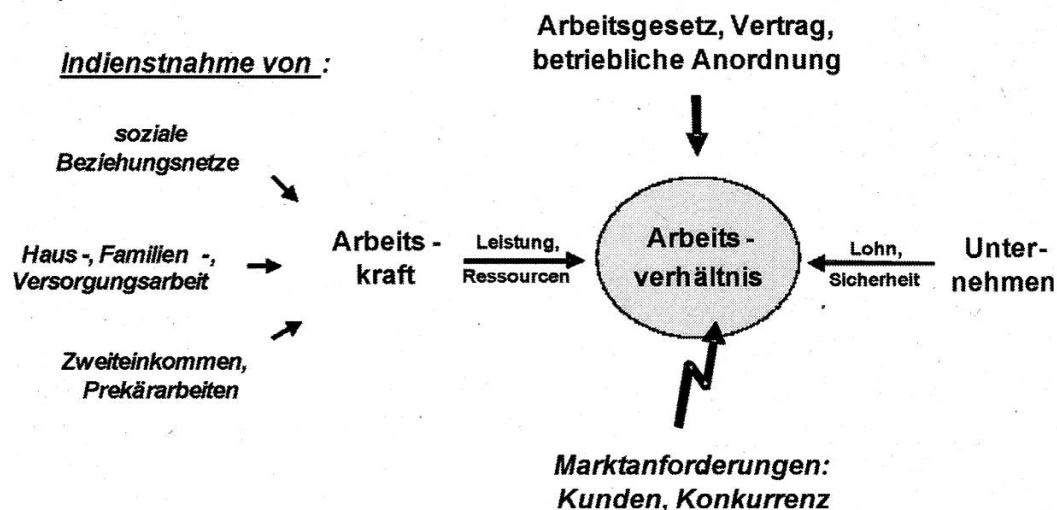 Arbeitsgesetz, Vertrag,
betriebliche Anordnung
Indienstnahme von :
soziale
Beziehungsnetze
Haus -, Familien -,
Versorgungsarbeit
Zweiteinkommen,
Prekärarbeiten
Arbeits -
kraft
Leistung,
Ressourcen
Arbeits -
verhältnis
Lohn,
Sicherheit
Unter-
nehmen
Marktanforderungen:
Kunden, Konkurrenz